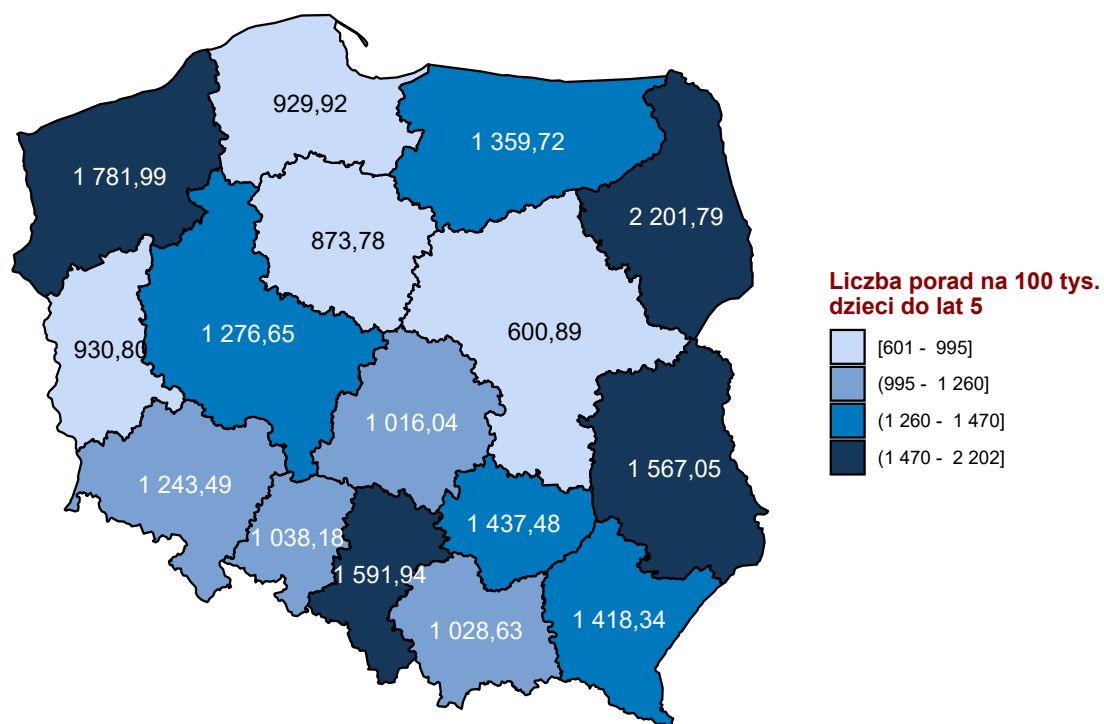 929,92
1 359,72
1 781,99
2 201,79
873,78
1 276,65
600,89
930,80
1 016,04
1 567,05
1 243,49
1 437,48
1 038,18
1 591,94
1 028,63
1 418,34
Liczba porad na 100 tys.
dzieci do lat 5
[601 - 995]
(995 - 1 260]
(1 260 - 1 470]
(1 470 - 2 202]